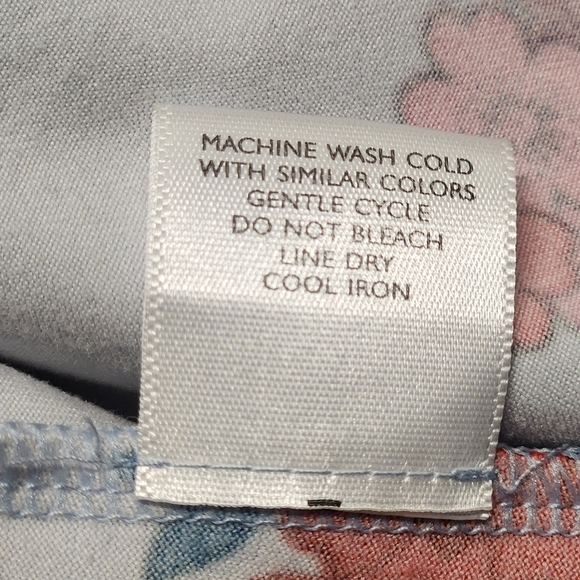 MACHINE WASH COLD
WITH SIMILAR COLORS
GENTLE CYCLE
DO NOT BLEACH
LINE DRY
COOL IRON